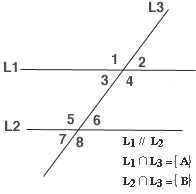 L3
1 2
L1
3 4
5 6
L2
7 8
L1 // L2
L1 ∩ L3 = {A}
L2 ∩ L3 = {B}